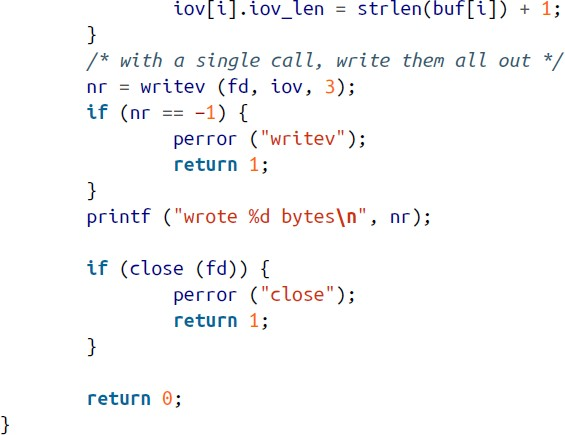 iov[i].iov_len = strlen(buf[i]) + 1;
        }
        /* with a single call, write them all out */
        nr = writev (fd, iov, 3);
        if (nr == −1) {
                perror ("writev");
                return 1;
        }
        printf ("wrote %d bytes\n", nr);

        if (close (fd)) {
                perror ("close");
                return 1;
        }

        return 0;
}